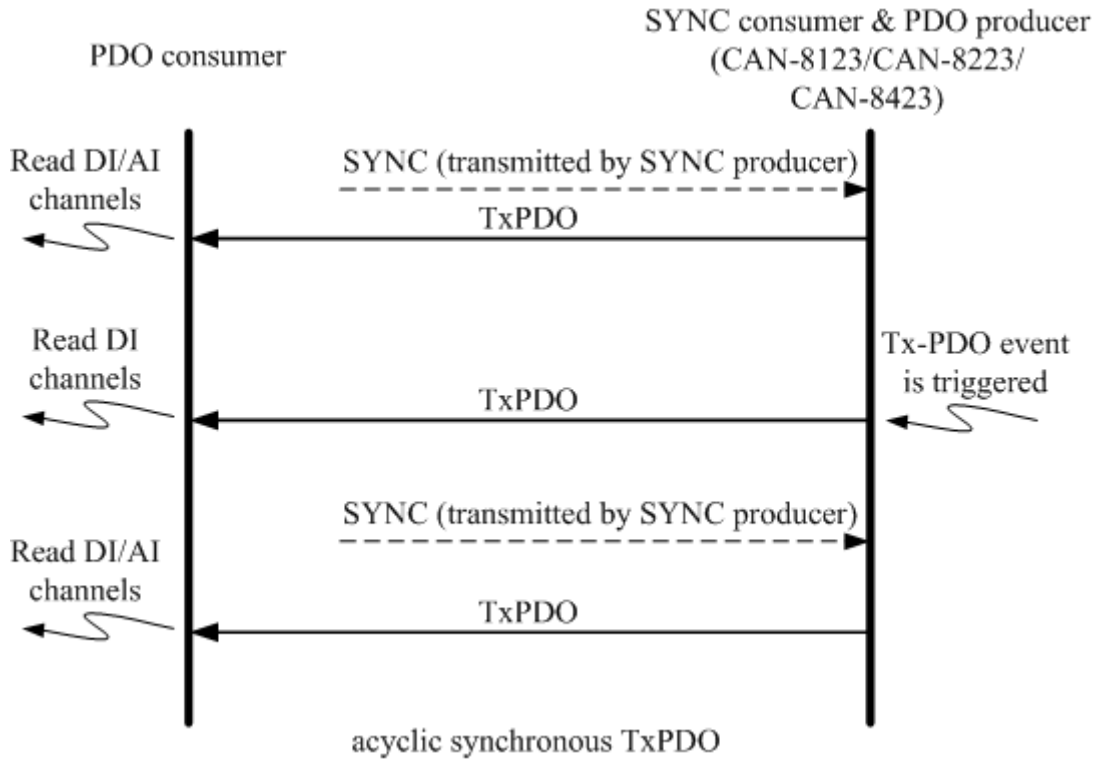 PDO consumer
SYNC consumer & PDO producer
(CAN-8123/CAN-8223/
CAN-8423)
Read DI/AI
channels
SYNC (transmitted by SYNC producer)
TxPDO
Read DI
channels
TxPDO
Tx-PDO event
is triggered
SYNC (transmitted by SYNC producer)
Read DI/AI
channels
TxPDO
acyclic synchronous TxPDO